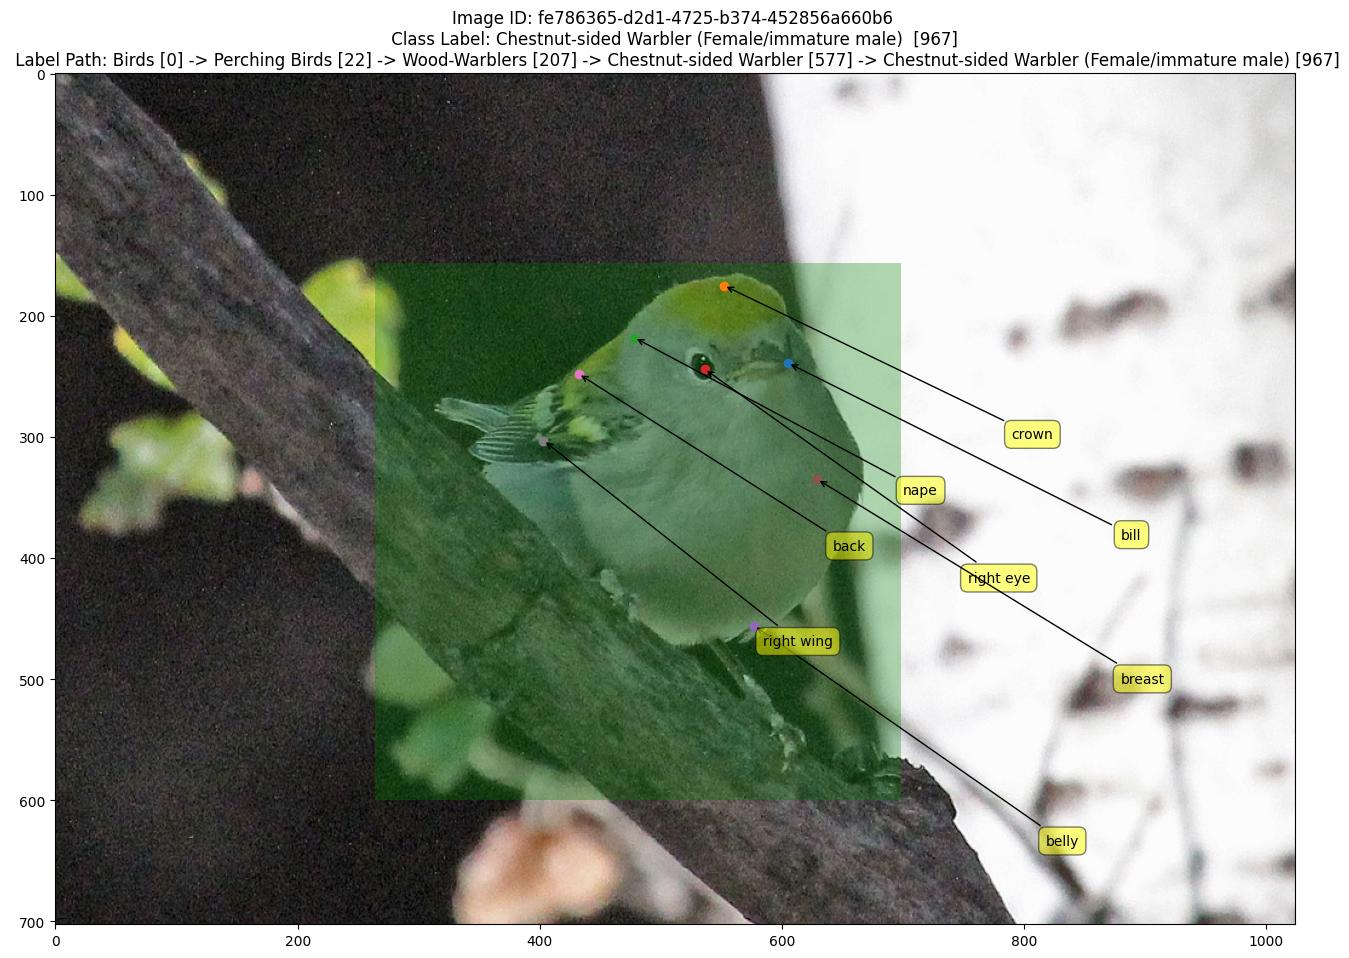 Image ID: fe786365-d2d1-4725-b374-452856a660b6
Class Label: Chestnut-sided Warbler (Female/immature male) [967]
Label Path: Birds [0] -> Perching Birds [22] -> Wood-Warblers [207] -> Chestnut-sided Warbler [577] -> Chestnut-sided Warbler (Female/immature male) [967]
0
100
200
300
400
500
600
700
crown
nape
bill
back
right eye
right wing
breast
belly
0
200
400
600
800
1000